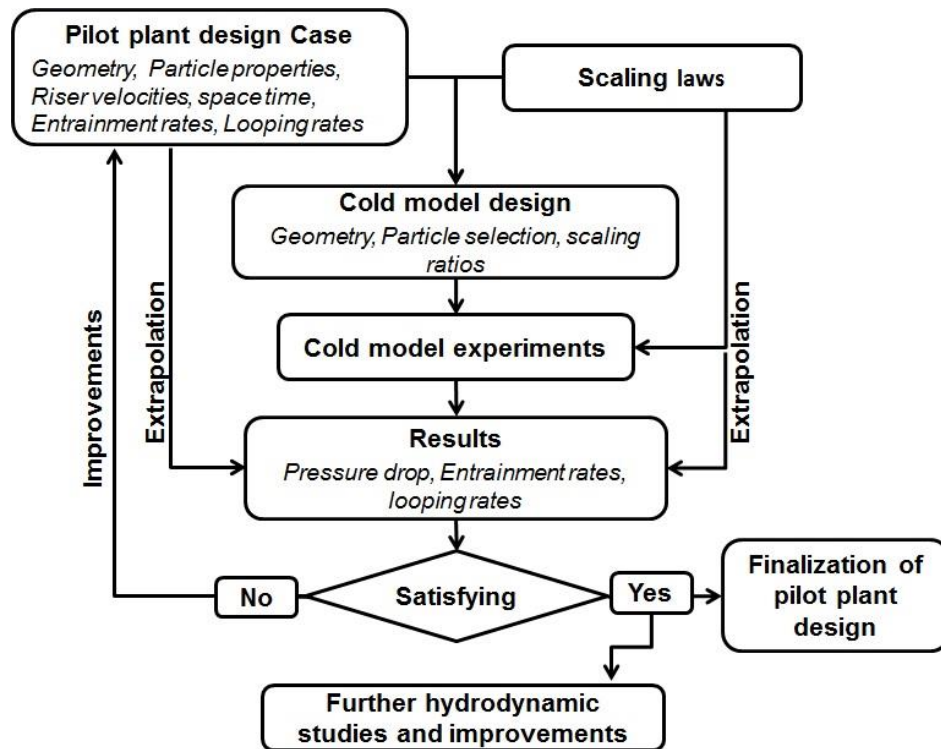 Pilot plant design Case
Geometry, Particle properties,
Riser velocities, space time,
Entrainment rates, Looping rates
Scaling laws
Cold model design
Geometry, Particle selection, scaling
ratios
Cold model experiments
Improvements
Extrapolation
Extrapolation
Results
Pressure drop, Entrainment rates,
looping rates
No
Satisfying
Yes
Finalization of
pilot plant
design
Further hydrodynamic
studies and improvements